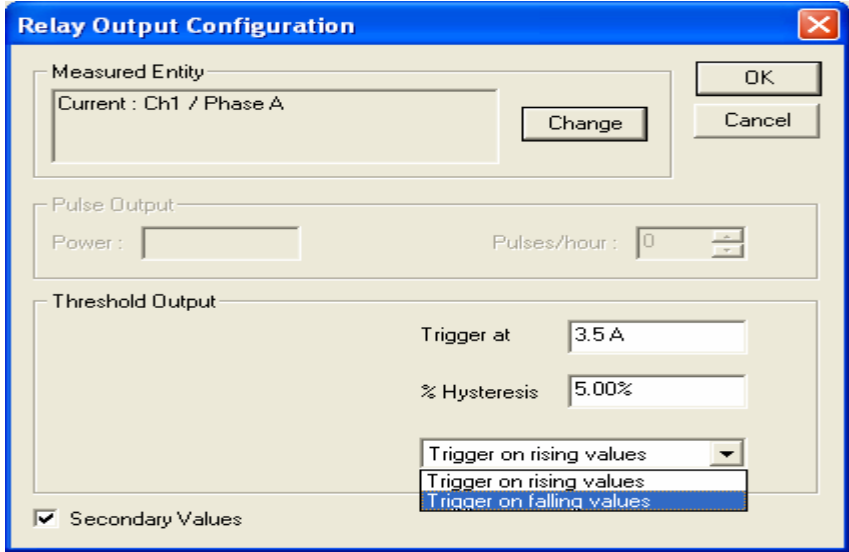 Relay Output Configuration
Measured Entity
Current : Ch1 / Phase A
Change
OK
Cancel
Pulse Output
Power :
Pulses/hour : 0
Threshold Output
Trigger at 3.5 A
% Hysteresis 5.00%
Trigger on rising values
Trigger on rising values
Trigger on falling values
Secondary Values